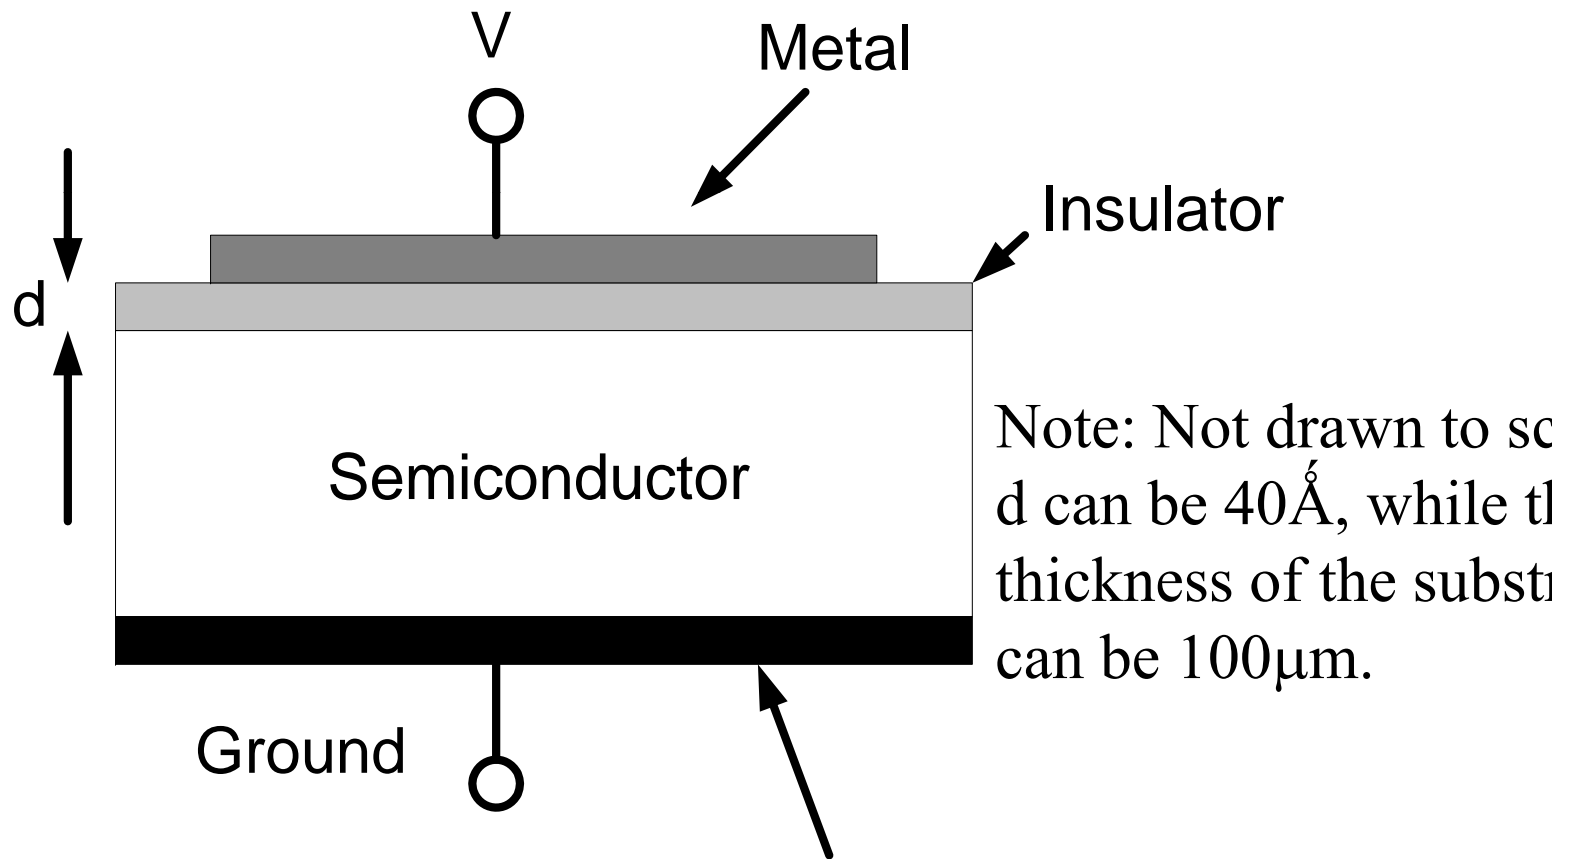 V
Metal
Insulator
d
Semiconductor
Note: Not drawn to sc
d can be 40Ǻ, while th
thickness of the substr
can be 100μm.
Ground